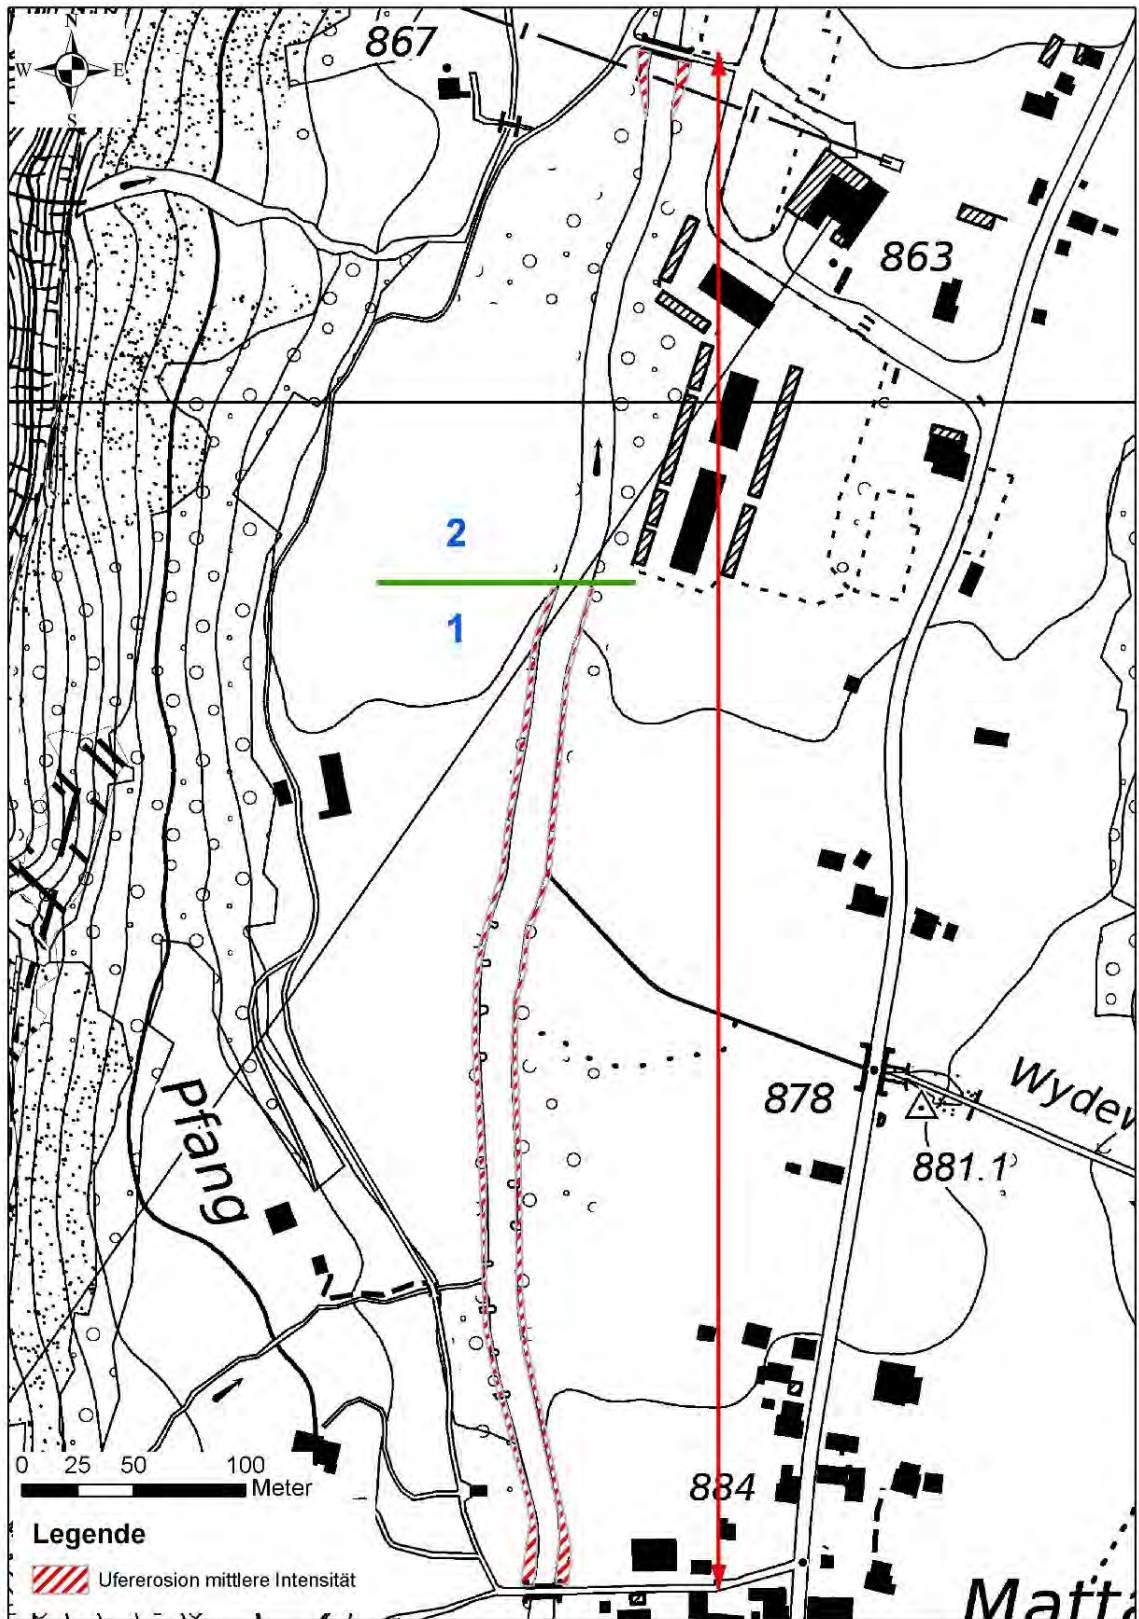 N
W E
S
867
863
2
1
Pfang
878
Wydew
881.1
884
0 25 50 100
Meter
Legende
Ufererosion mittlere Intensität
Matt